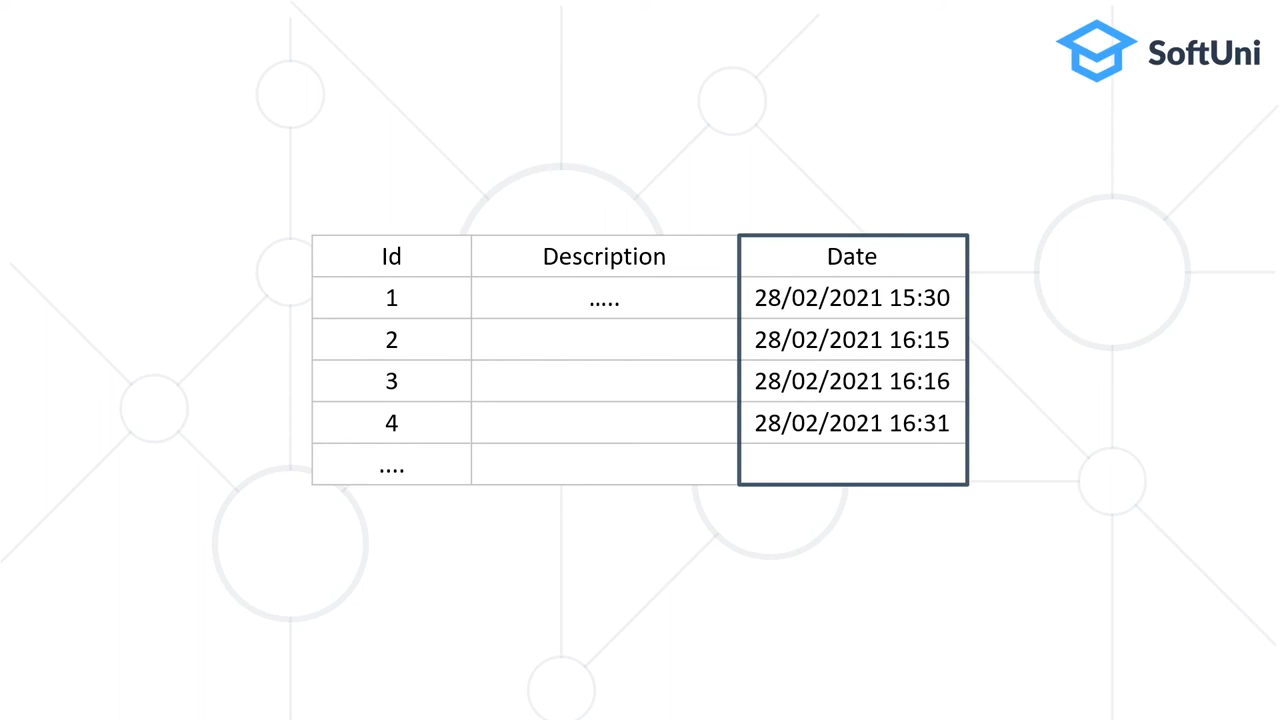 SoftUni
Id Description Date
1 ..... 28/02/2021 15:30
2 28/02/2021 16:15
3 28/02/2021 16:16
4 28/02/2021 16:31
....